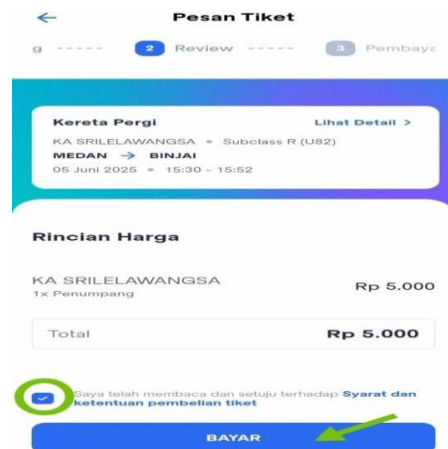 Pesan Tiket
g ----- 2 Review ----- 3 Pembaya
Kereta Pergi Lihat Detail >
KA SRILELAWANGSA • Subclass R (U82)
MEDAN → BINJAI
05 Juni 2025 • 15:30 - 15:52
Rincian Harga
KA SRILELAWANGSA Rp 5.000
1x Penumpang
Total Rp 5.000
Saya telah membaca dan setuju terhadap Syarat dan
ketentuan pembelian tiket
BAYAR